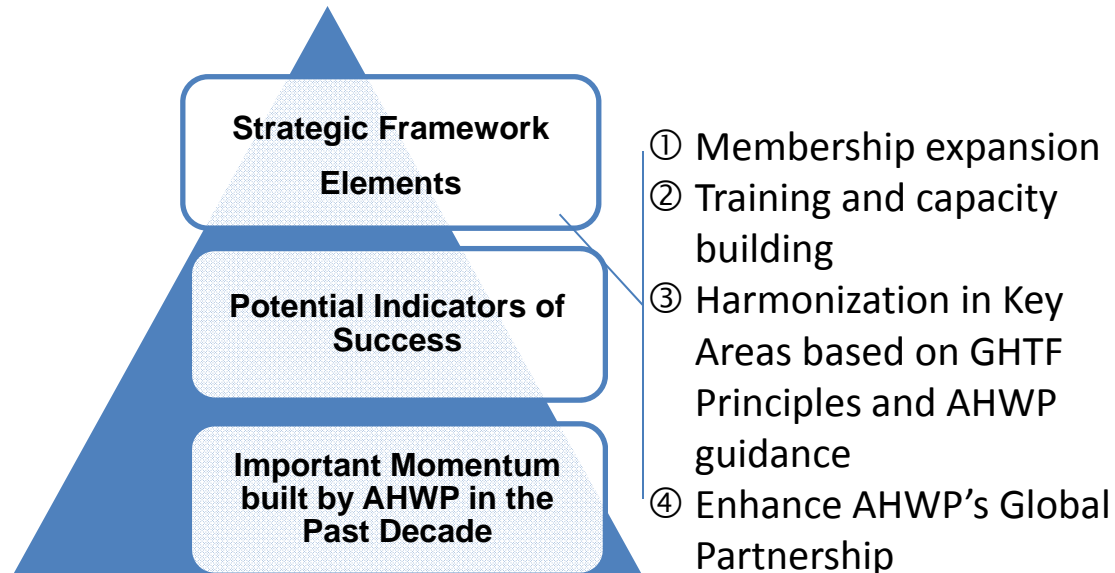 Strategic Framework
Elements
Potential Indicators of
Success
Important Momentum
built by AHWP in the
Past Decade
① Membership expansion
② Training and capacity
building
③ Harmonization in Key
Areas based on GHTF
Principles and AHWP
guidance
④ Enhance AHWP’s Global
Partnership